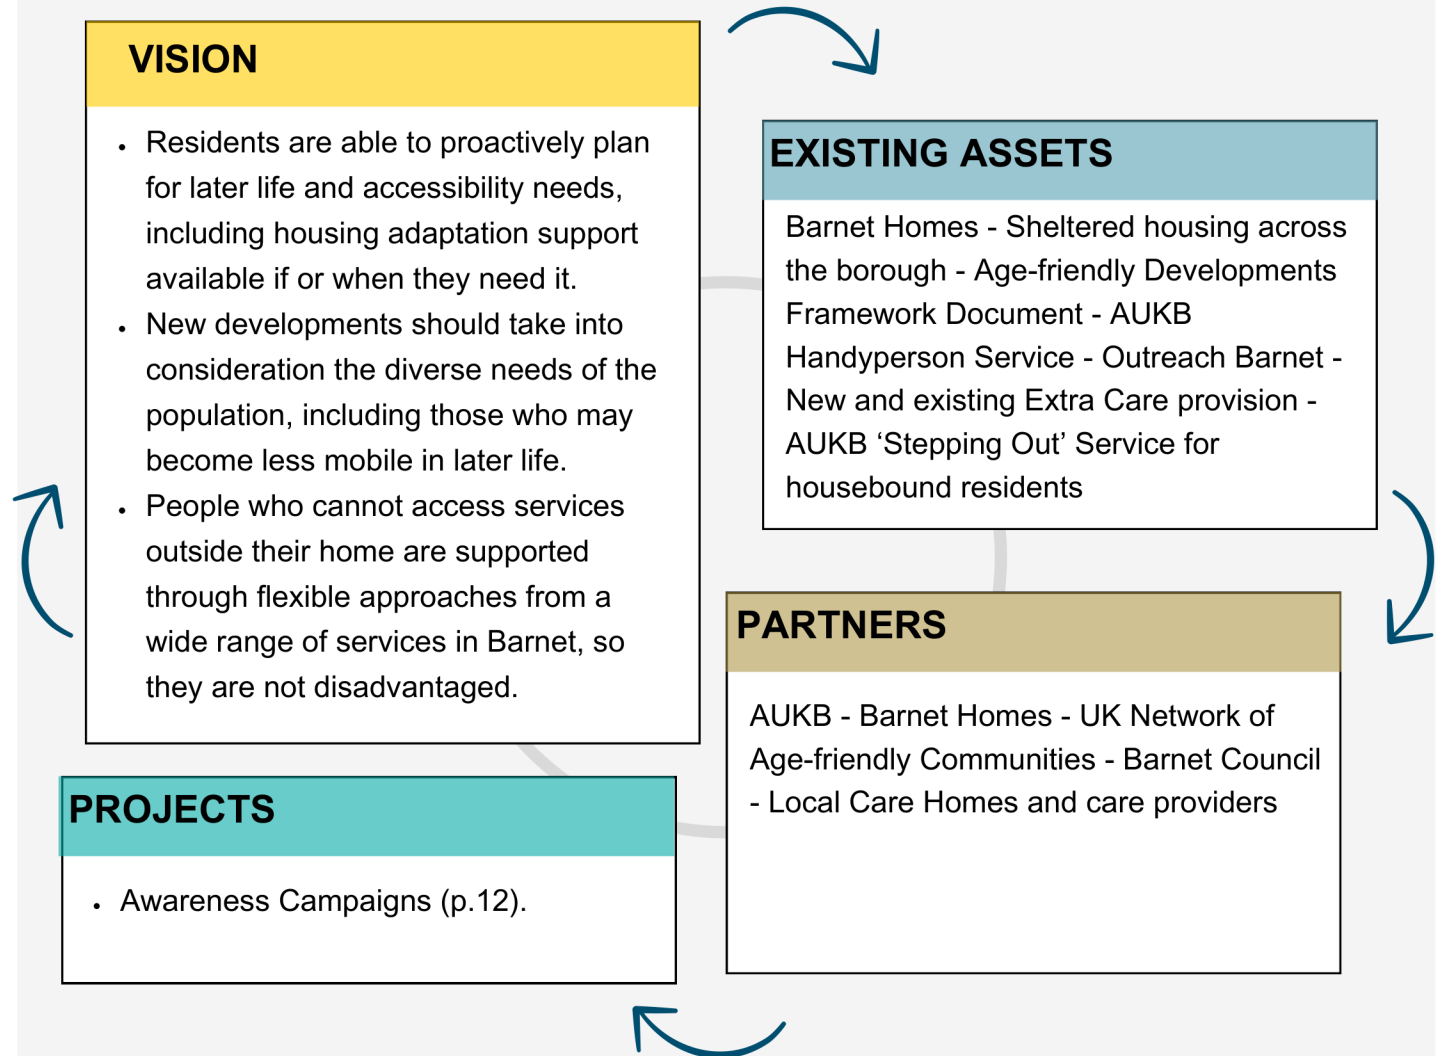 VISION
• Residents are able to proactively plan
for later life and accessibility needs,
including housing adaptation support
available if or when they need it.
• New developments should take into
consideration the diverse needs of the
population, including those who may
become less mobile in later life.
• People who cannot access services
outside their home are supported
through flexible approaches from a
wide range of services in Barnet, so
they are not disadvantaged.
EXISTING ASSETS
Barnet Homes - Sheltered housing across
the borough - Age-friendly Developments
Framework Document - AUKB
Handyperson Service - Outreach Barnet -
New and existing Extra Care provision -
AUKB ‘Stepping Out’ Service for
housebound residents
PARTNERS
AUKB - Barnet Homes - UK Network of
Age-friendly Communities - Barnet Council
- Local Care Homes and care providers
PROJECTS
• Awareness Campaigns (p.12).